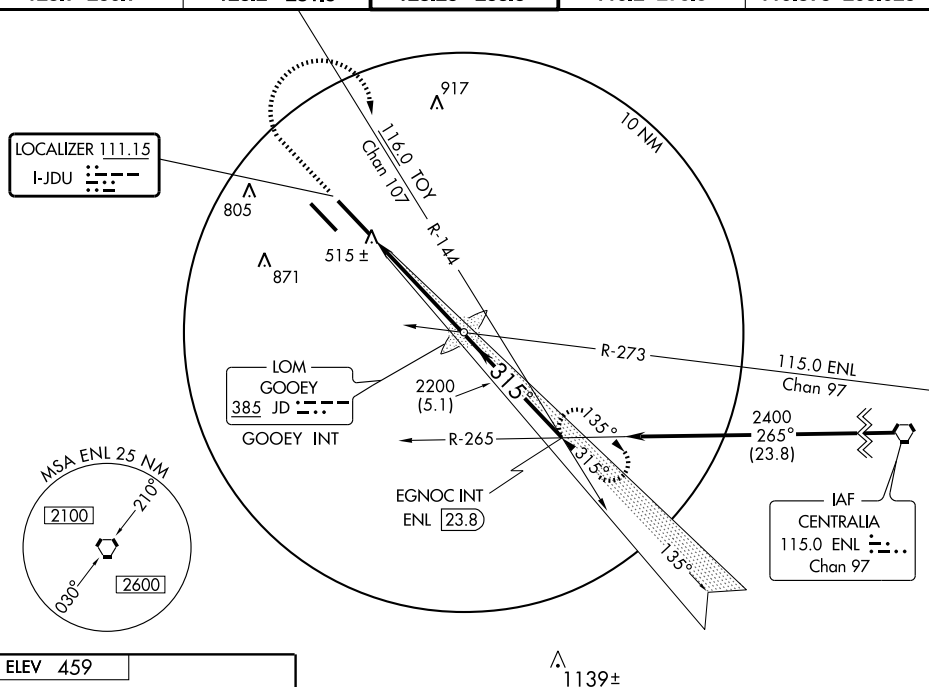 917
10 NM
LOCALIZER 111.15
I-JDU
116.0 TOY
Chan 107
R-144
805
515 ±
871
R-273
115.0 ENL
Chan 97
LOM
GOOEY
385 JD
GOOEY INT
315°
2200
(5.1)
2400
265°
(23.8)
135°
R-265
315°
EGNOC INT
ENL 23.8
IAF
CENTRALIA
115.0 ENL
Chan 97
135°
MSA ENL 25 NM
210°
2100
2600
030°
ELEV 459
1139±